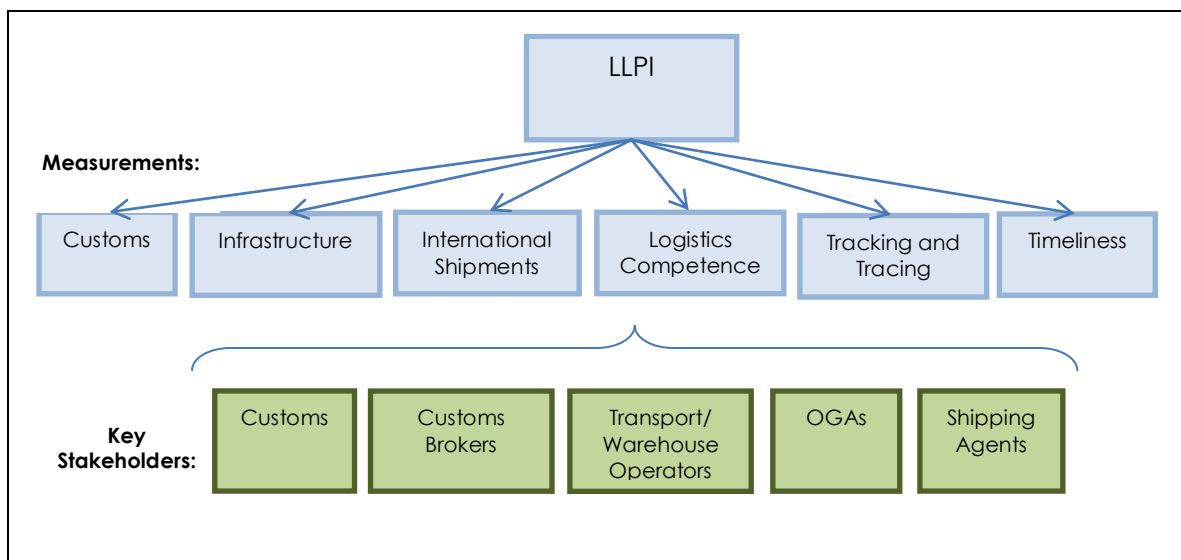 LLPI
Measurements:
Customs
Infrastructure
International
Shipments
Logistics
Competence
Tracking and
Tracing
Timeliness
Key
Stakeholders:
Customs
Customs
Brokers
Transport/
Warehouse
Operators
OGAs
Shipping
Agents